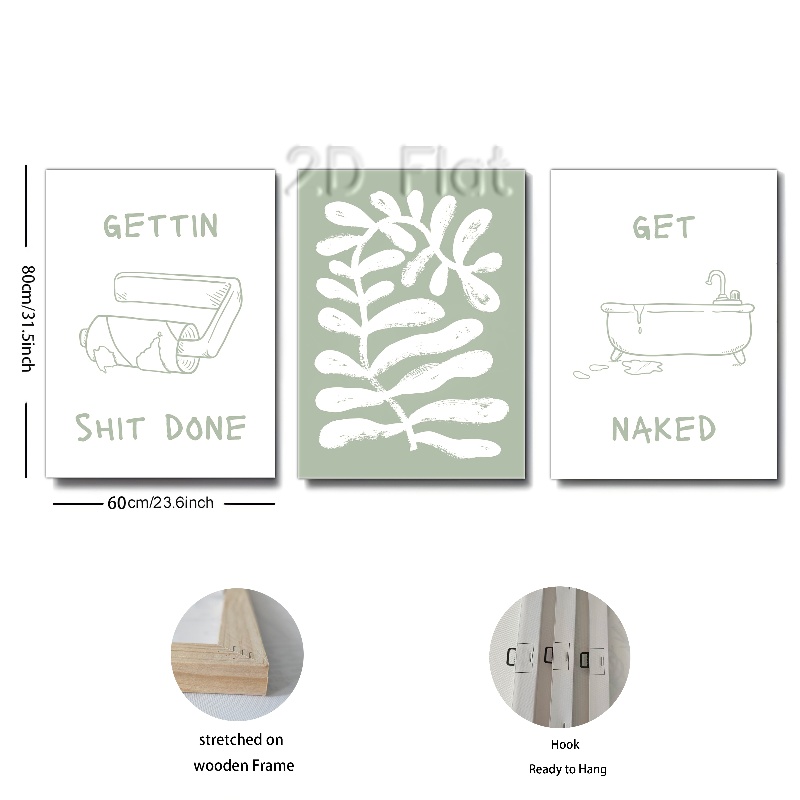 2D Flat
GETTIN
SHIT DONE
GET
NAKED
80cm/31.5inch
60cm/23.6inch
stretched on
wooden Frame
Hook
Ready to Hang